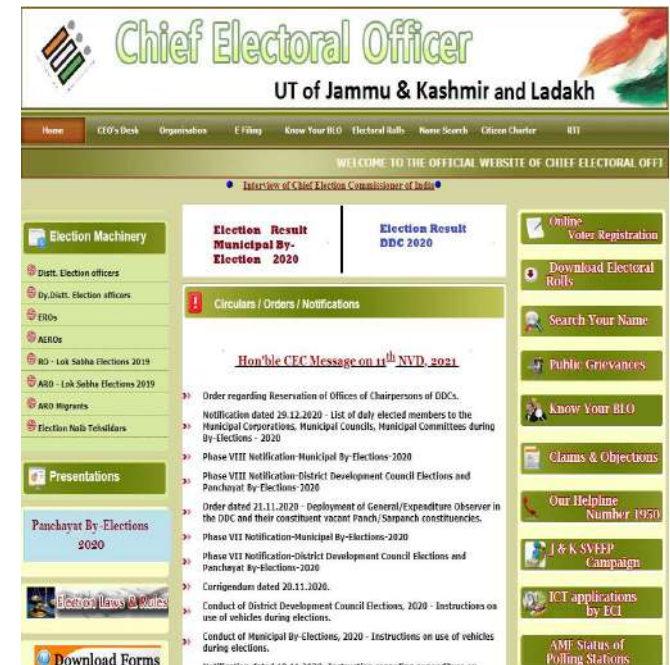 Chief Electoral Officer
UT of Jammu & Kashmir and Ladakh
Home CEO's Desk Organisation E Filing Know Your BLO Electoral Rolls Name Search Citizen Charter RTI
WELCOME TO THE OFFICIAL WEBSITE OF CHIEF ELECTORAL OFFI
Interview of Chief Election Commissioner of India
Election Machinery
Distt. Election officers
Dy.Distt. Election officers
EROs
AEROs
RO - Lok Sabha Elections 2019
ARO - Lok Sabha Elections 2019
ARO Migrants
Election Naib Tehsildars
Presentations
Panchayat By-Elections
2020
Election Laws & Rules
Download Forms
Election Result
Municipal By-
Election 2020
Election Result
DDC 2020
Circulars / Orders / Notifications
Hon'ble CEC Message on 11th NVD, 2021
Order regarding Reservation of Offices of Chairpersons of DDCs.
Notification dated 29.12.2020 - List of duly elected members to the
Municipal Corporations, Municipal Councils, Municipal Committees during
By-Elections - 2020
Phase VIII Notification-Municipal By-Elections-2020
Phase VIII Notification-District Development Council Elections and
Panchayat By-Elections-2020
Order dated 21.11.2020 - Deployment of General/Expenditure Observer in
the DDC and their constituent vacant Panch/Sarpanch constituencies.
Phase VII Notification-Municipal By-Elections-2020
Phase VII Notification-District Development Council Elections and
Panchayat By-Elections-2020
Corrigendum dated 20.11.2020.
Conduct of District Development Council Elections, 2020 - Instructions on
use of vehicles during elections.
Conduct of Municipal By-Elections, 2020 - Instructions on use of vehicles
during elections.
Online
Voter Registration
Download Electoral
Rolls
Search Your Name
Public Grievances
Know Your BLO
Claims & Objections
Our Helpline
Number 1950
J & K SVEEP
Campaign
ICT applications
by ECI
AMF Status of
Polling Stations